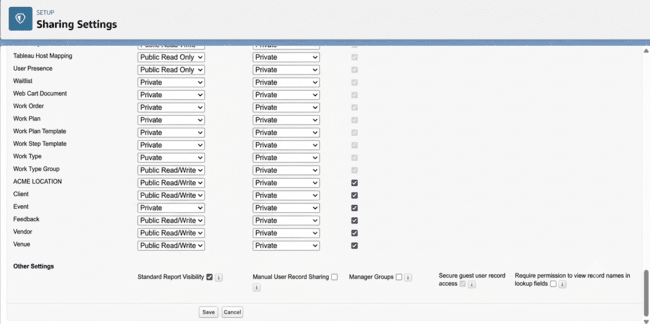 SETUP
Sharing Settings
Tableau Host Mapping Public Read Only Private
User Presence Public Read Only Private
Waitlist Private Private
Web Cart Document Private Private
Work Order Private Private
Work Plan Private Private
Work Plan Template Private Private
Work Step Template Private Private
Work Type Puvate Private
Work Type Group Public Read/Write Private
ACME LOCATION Public Read/Write Private
Client Public Read/Write Private
Event Private Private
Feedback Public Read/Write Private
Vendor Public Read/Write Private
Venue Public Read/Write Private
Other Settings
Standard Report Visibility i Manual User Record Sharing i Manager Groups i Secure guest user record access i Require permission to view record names in lookup fields i
Save Cancel